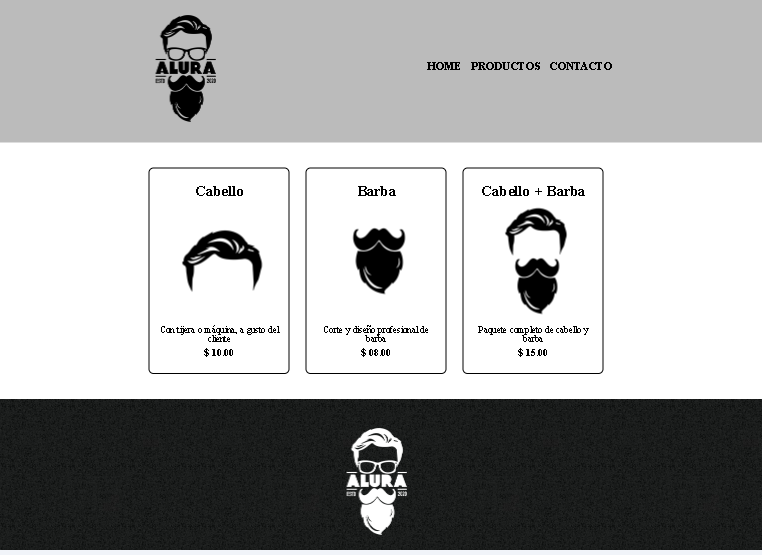 ALURA
ESTD 2020
HOME PRODUCTOS CONTACTO
Cabello
Con tijera o máquina, a gusto del
cliente
$ 10.00
Barba
Corte y diseño profesional de
barba
$ 08.00
Cabello + Barba
Paquete completo de cabello y
barba
$ 15.00
ALURA
ESTD 2020